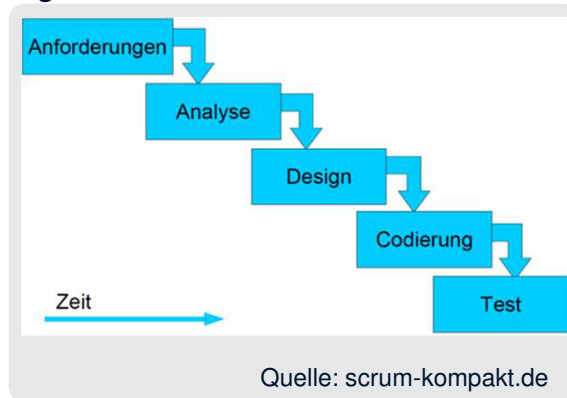 Anforderungen
Analyse
Design
Codierung
Test
Zeit
Quelle: scrum-kompakt.de